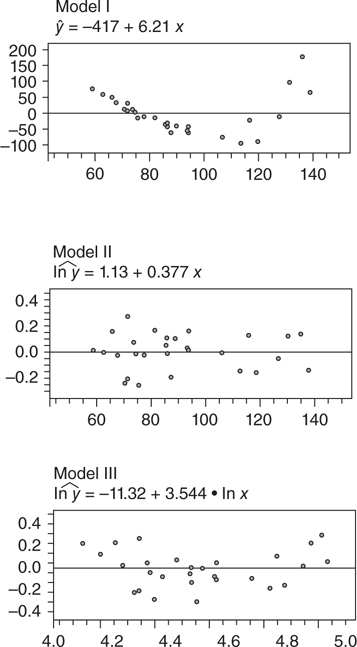 Model I
ŷ = –417 + 6.21 x
200
150
100
50
0
–50
–100
60 80 100 120 140
Model II
ln y = 1.13 + 0.377 x
0.4
0.2
0.0
–0.2
60 80 100 120 140
Model III
ln y = –11.32 + 3.544 • ln x
0.4
0.2
0.0
–0.2
–0.4
4.0 4.2 4.4 4.6 4.8 5.0